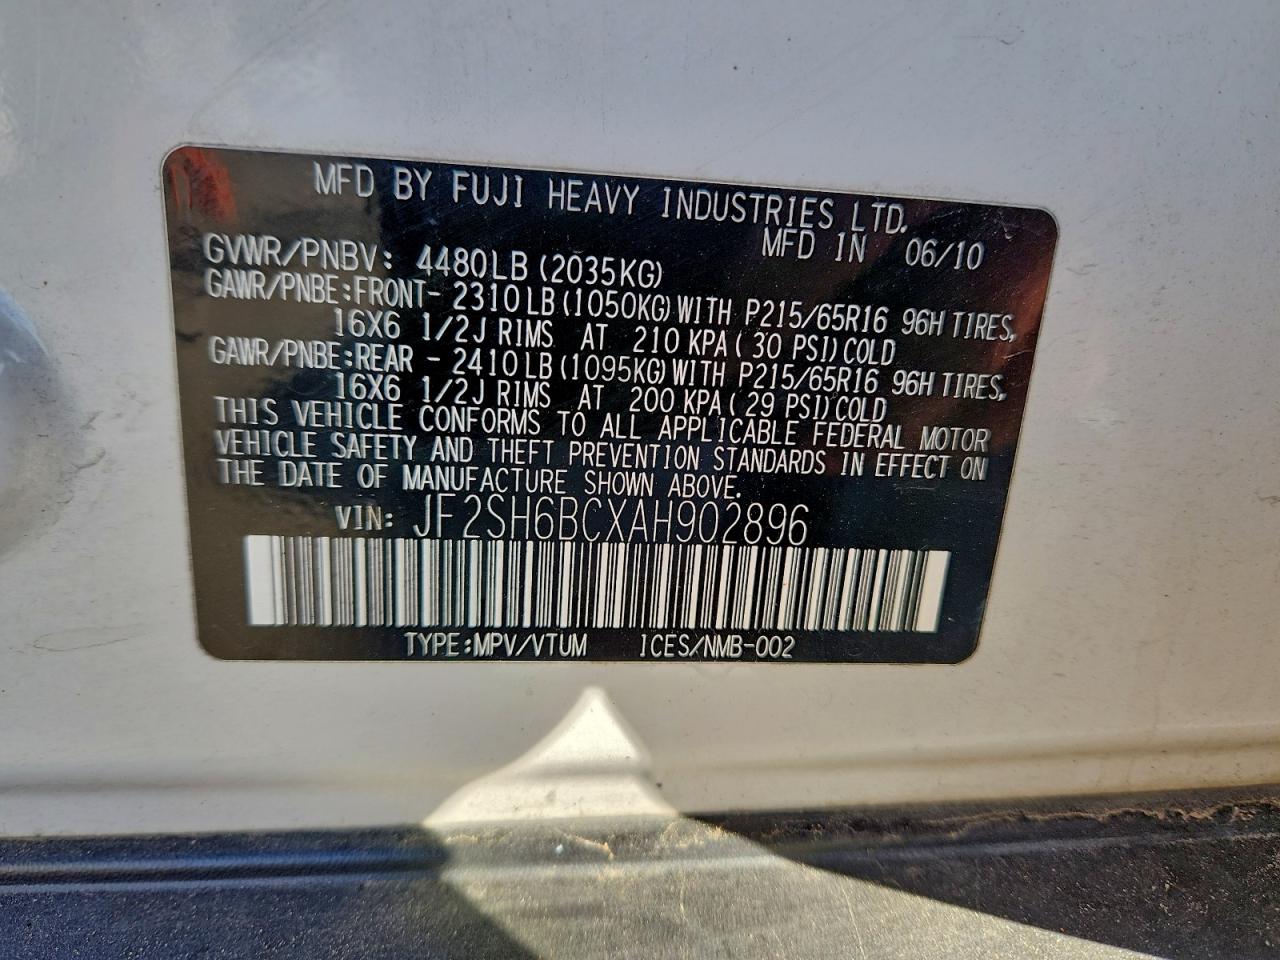 MFD BY FUJI HEAVY INDUSTRIES LTD.
MFD IN 06/10
GVWR/PNBV: 4480LB (2035KG)
GAWR/PNBE:FRONT- 2310LB (1050KG) WITH P215/65R16 96H TIRES,
16X6 1/2J RIMS AT 210 KPA ( 30 PSI) COLD
GAWR/PNBE:REAR - 2410LB (1095KG) WITH P215/65R16 96H TIRES,
16X6 1/2J RIMS AT 200 KPA ( 29 PSI) COLD
THIS VEHICLE CONFORMS TO ALL APPLICABLE FEDERAL MOTOR
VEHICLE SAFETY AND THEFT PREVENTION STANDARDS IN EFFECT ON
THE DATE OF MANUFACTURE SHOWN ABOVE.
VIN: JF2SH6BCXAH902896
TYPE:MPV/VTUM ICES/NMB-002